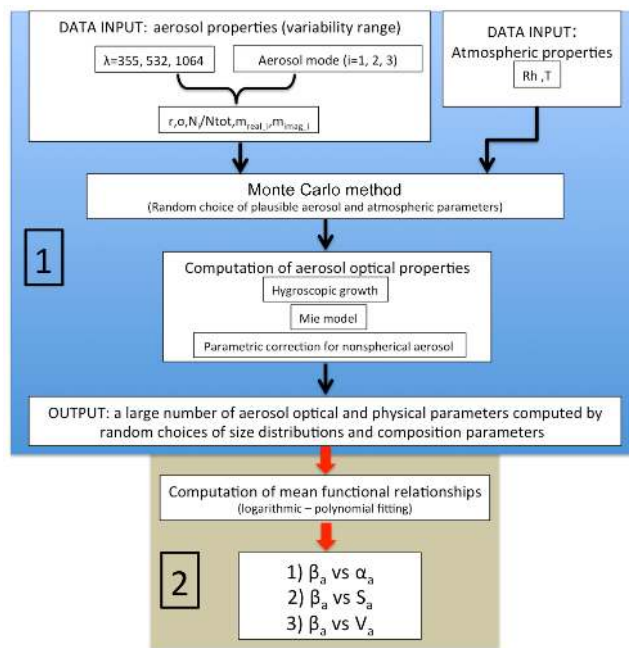 DATA INPUT: aerosol properties (variability range)
λ=355, 532, 1064
Aerosol mode (i=1, 2, 3)
r,σ,Ni/Ntot,mreal_i,mimag_i
DATA INPUT:
Atmospheric properties
Rh ,T
Monte Carlo method
(Random choice of plausible aerosol and atmospheric parameters)
1
Computation of aerosol optical properties
Hygroscopic growth
Mie model
Parametric correction for nonspherical aerosol
OUTPUT: a large number of aerosol optical and physical parameters computed by
random choices of size distributions and composition parameters
Computation of mean functional relationships
(logarithmic – polynomial fitting)
2
1) βa vs αa
2) βa vs Sa
3) βa vs Va